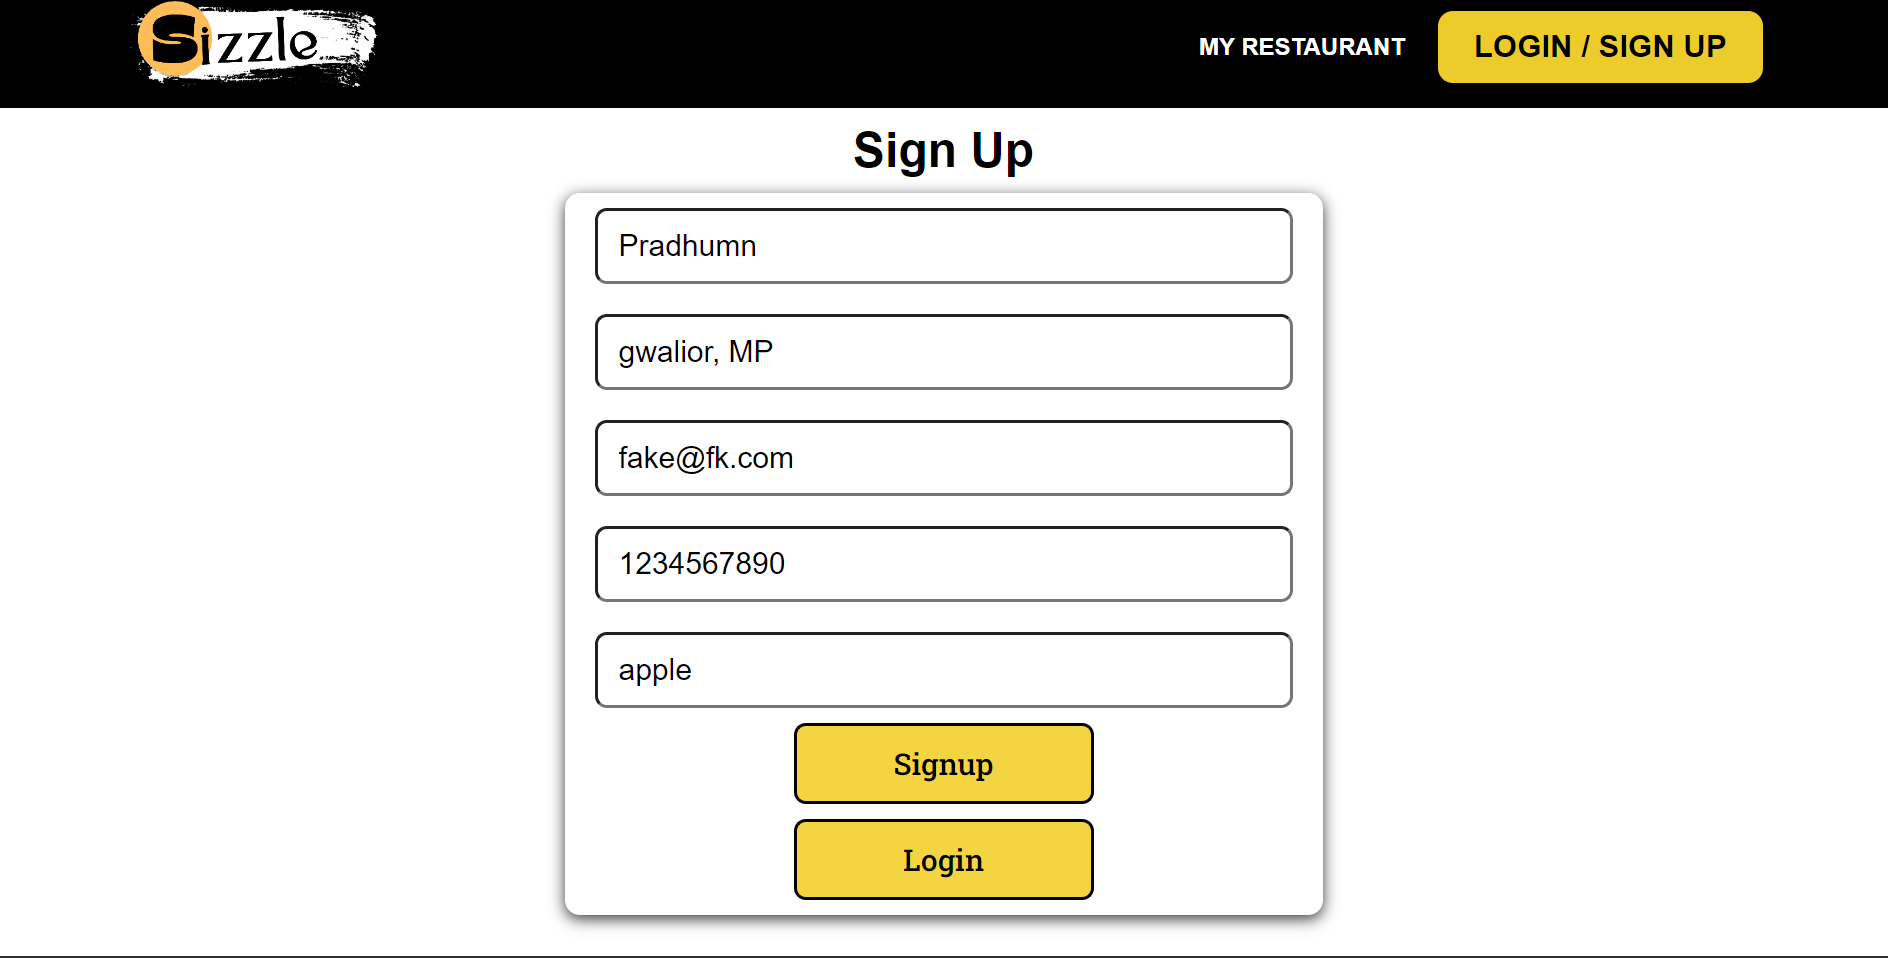 Sizzle
MY RESTAURANT
LOGIN / SIGN UP
Sign Up
Pradhumn
gwalior, MP
fake@fk.com
1234567890
apple
Signup
Login